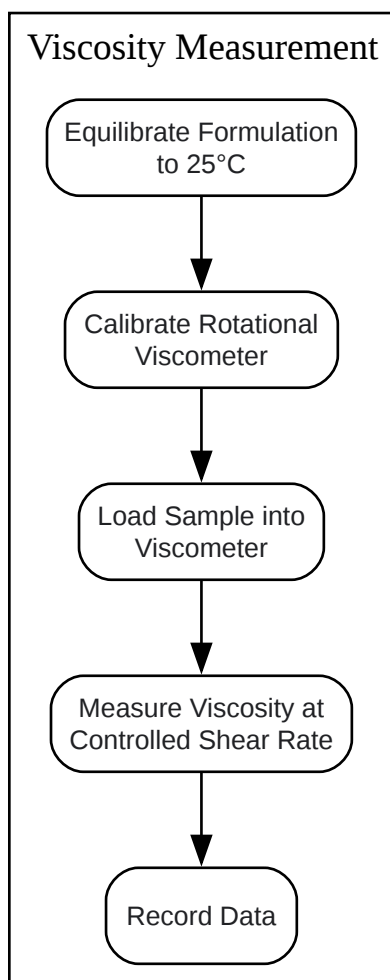 Viscosity Measurement
Equilibrate Formulation
to 25°C
Calibrate Rotational
Viscometer
Load Sample into
Viscometer
Measure Viscosity at
Controlled Shear Rate
Record Data